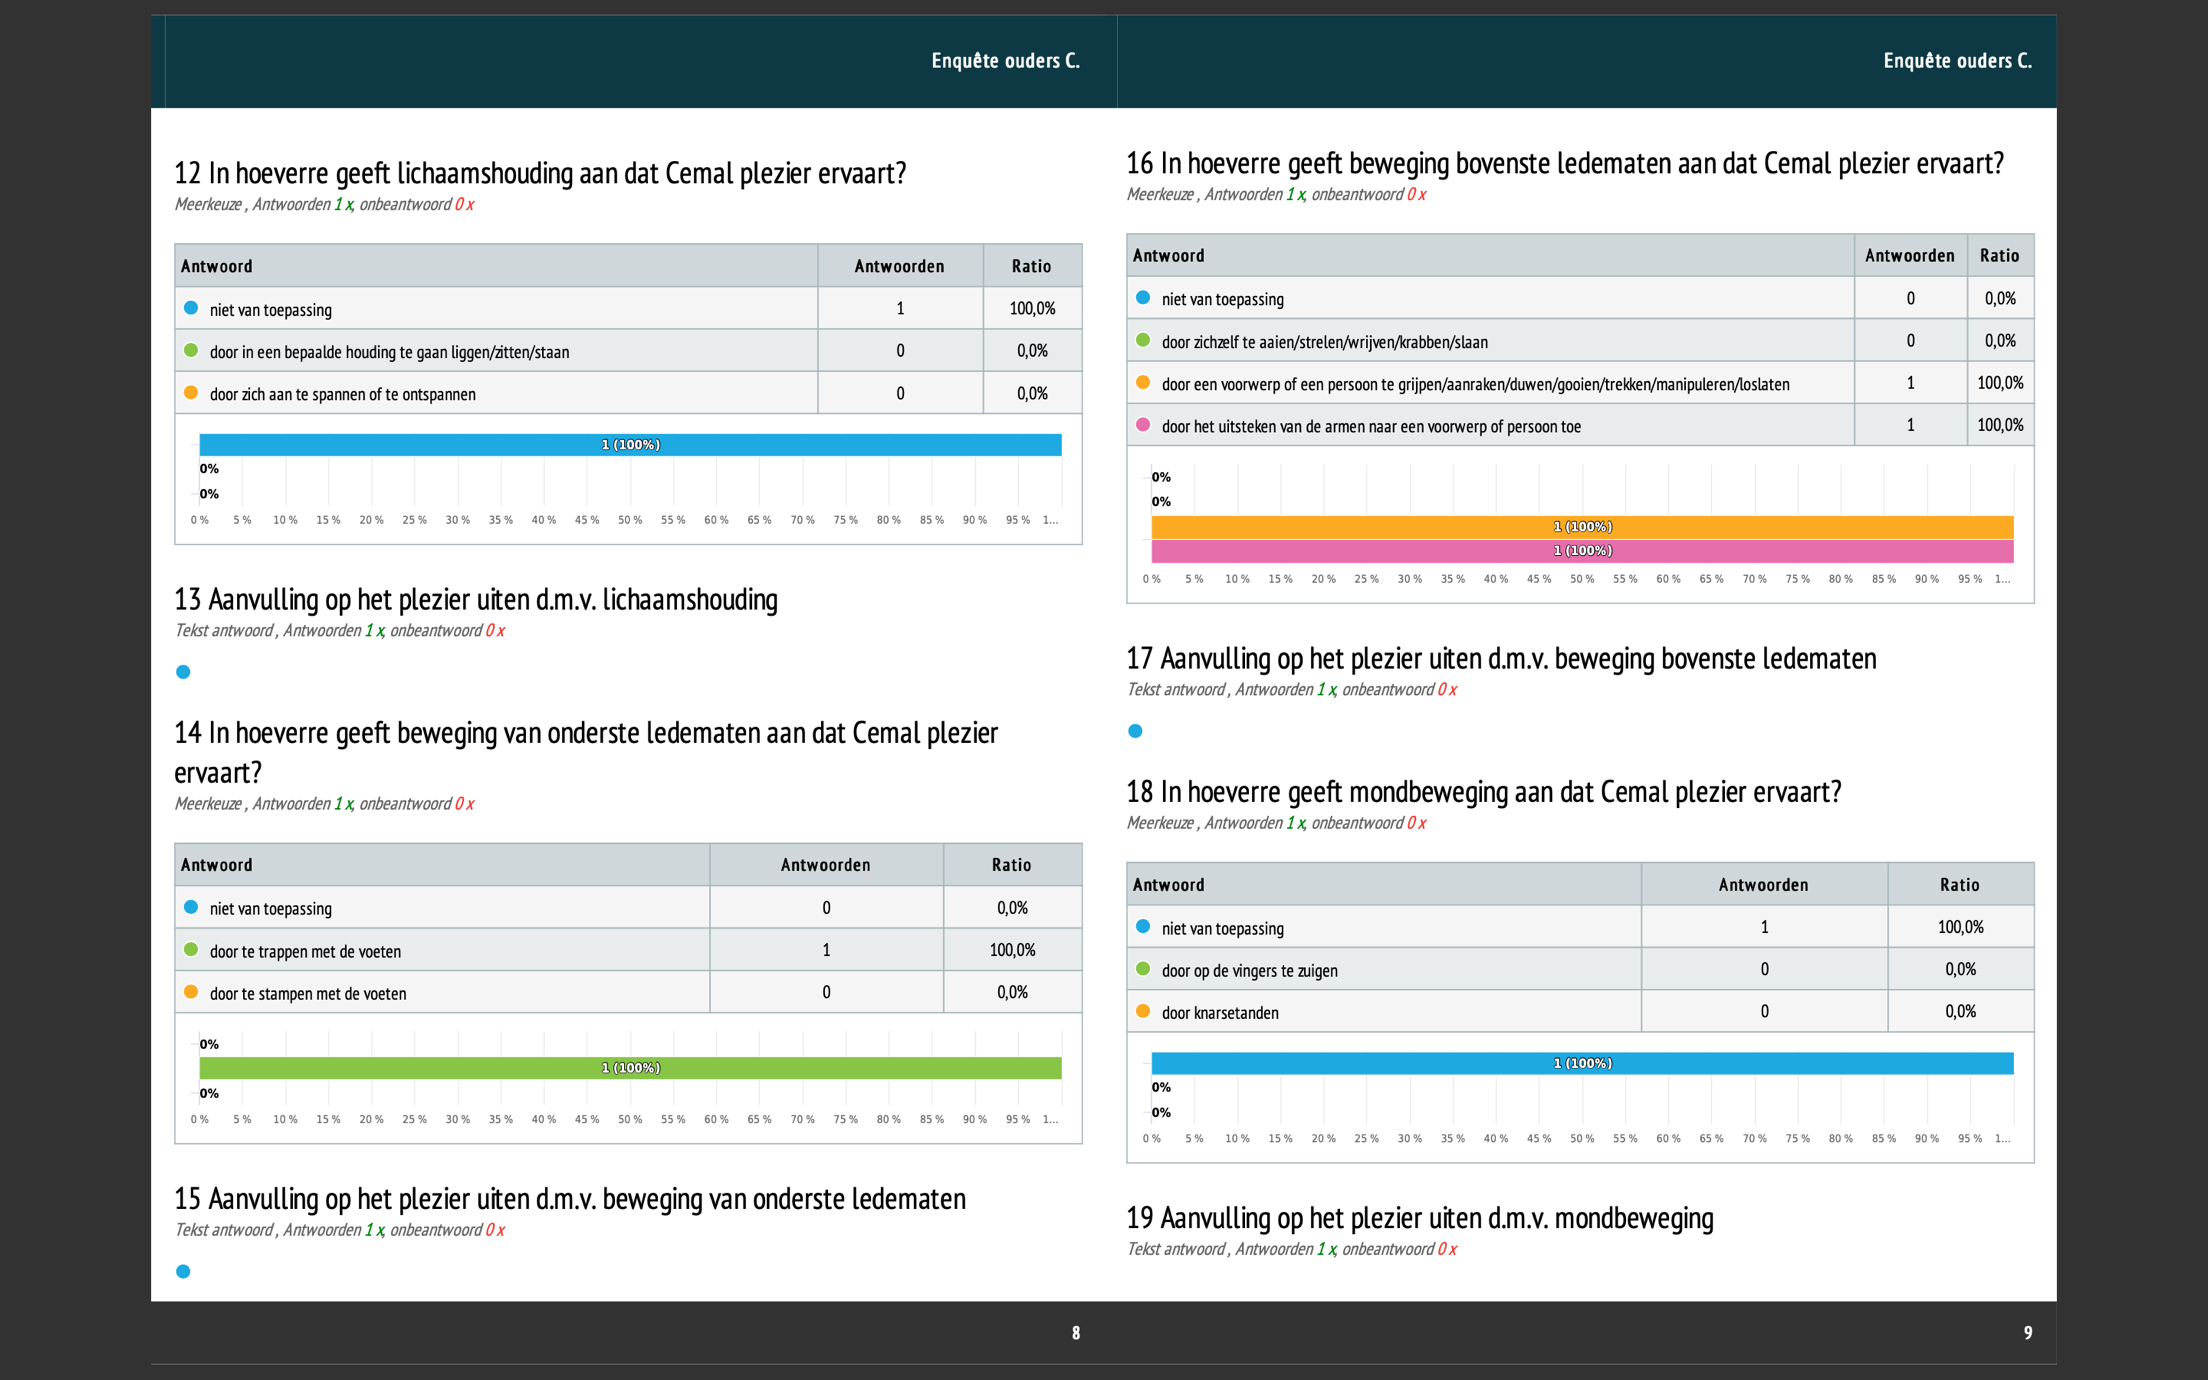 Enquête ouders C.
12 In hoeverre geeft lichaamshouding aan dat Cemal plezier ervaart?
Meerkeuze , Antwoorden 1 x, onbeantwoord 0 x
Antwoord Antwoorden Ratio
niet van toepassing 1 100,0%
door in een bepaalde houding te gaan liggen/zitten/staan 0 0,0%
door zich aan te spannen of te ontspannen 0 0,0%
1 (100%)
0%
0%
0 % 5 % 10 % 15 % 20 % 25 % 30 % 35 % 40 % 45 % 50 % 55 % 60 % 65 % 70 % 75 % 80 % 85 % 90 % 95 % 1...
13 Aanvulling op het plezier uiten d.m.v. lichaamshouding
Tekst antwoord , Antwoorden 1 x, onbeantwoord 0 x
14 In hoeverre geeft beweging van onderste ledematen aan dat Cemal plezier
ervaart?
Meerkeuze , Antwoorden 1 x, onbeantwoord 0 x
Antwoord Antwoorden Ratio
niet van toepassing 0 0,0%
door te trappen met de voeten 1 100,0%
door te stampen met de voeten 0 0,0%
0%
1 (100%)
0%
0 % 5 % 10 % 15 % 20 % 25 % 30 % 35 % 40 % 45 % 50 % 55 % 60 % 65 % 70 % 75 % 80 % 85 % 90 % 95 % 1...
15 Aanvulling op het plezier uiten d.m.v. beweging van onderste ledematen
Tekst antwoord , Antwoorden 1 x, onbeantwoord 0 x
8
Enquête ouders C.
16 In hoeverre geeft beweging bovenste ledematen aan dat Cemal plezier ervaart?
Meerkeuze , Antwoorden 1 x, onbeantwoord 0 x
Antwoord Antwoorden Ratio
niet van toepassing 0 0,0%
door zichzelf te aaien/strelen/wrijven/krabben/slaan 0 0,0%
door een voorwerp of een persoon te grijpen/aanraken/duwen/gooien/trekken/manipuleren/loslaten 1 100,0%
door het uitsteken van de armen naar een voorwerp of persoon toe 1 100,0%
0%
0%
1 (100%)
1 (100%)
0 % 5 % 10 % 15 % 20 % 25 % 30 % 35 % 40 % 45 % 50 % 55 % 60 % 65 % 70 % 75 % 80 % 85 % 90 % 95 % 1...
17 Aanvulling op het plezier uiten d.m.v. beweging bovenste ledematen
Tekst antwoord , Antwoorden 1 x, onbeantwoord 0 x
18 In hoeverre geeft mondbeweging aan dat Cemal plezier ervaart?
Meerkeuze , Antwoorden 1 x, onbeantwoord 0 x
Antwoord Antwoorden Ratio
niet van toepassing 1 100,0%
door op de vingers te zuigen 0 0,0%
door knarsetanden 0 0,0%
1 (100%)
0%
0%
0 % 5 % 10 % 15 % 20 % 25 % 30 % 35 % 40 % 45 % 50 % 55 % 60 % 65 % 70 % 75 % 80 % 85 % 90 % 95 % 1...
19 Aanvulling op het plezier uiten d.m.v. mondbeweging
Tekst antwoord , Antwoorden 1 x, onbeantwoord 0 x
9